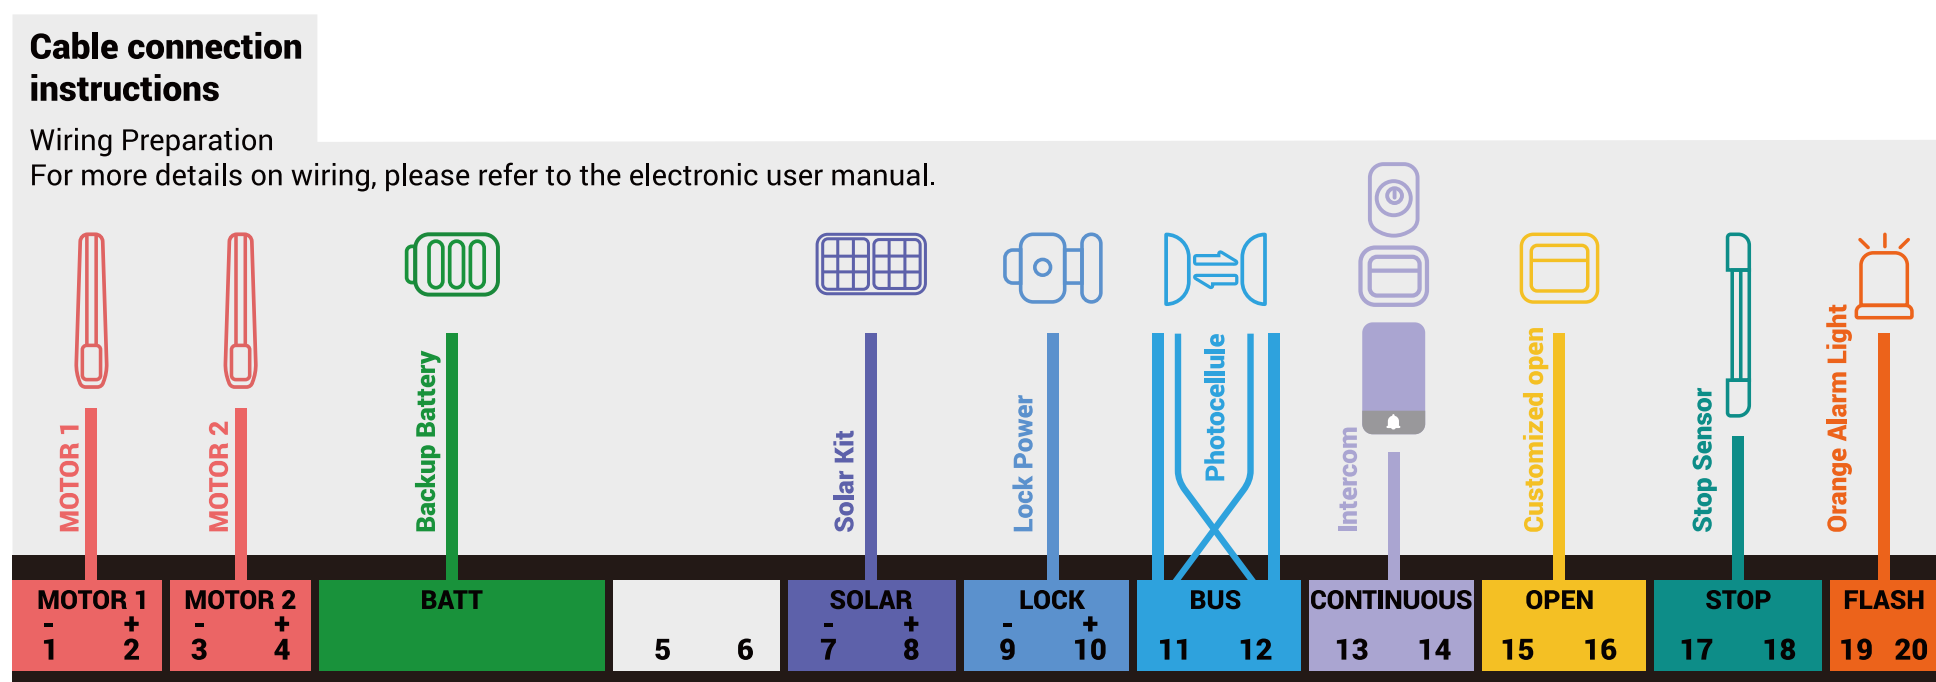 Cable connection
instructions
Wiring Preparation
For more details on wiring, please refer to the electronic user manual.
MOTOR 1
MOTOR 2
Backup Battery
Solar Kit
Lock Power
Photocellule
Intercom
Customized open
Stop Sensor
Orange Alarm Light
MOTOR 1 MOTOR 2 BATT SOLAR LOCK BUS CONTINUOUS OPEN STOP FLASH
- + - + - + - +
1 2 3 4 5 6 7 8 9 10 11 12 13 14 15 16 17 18 19 20